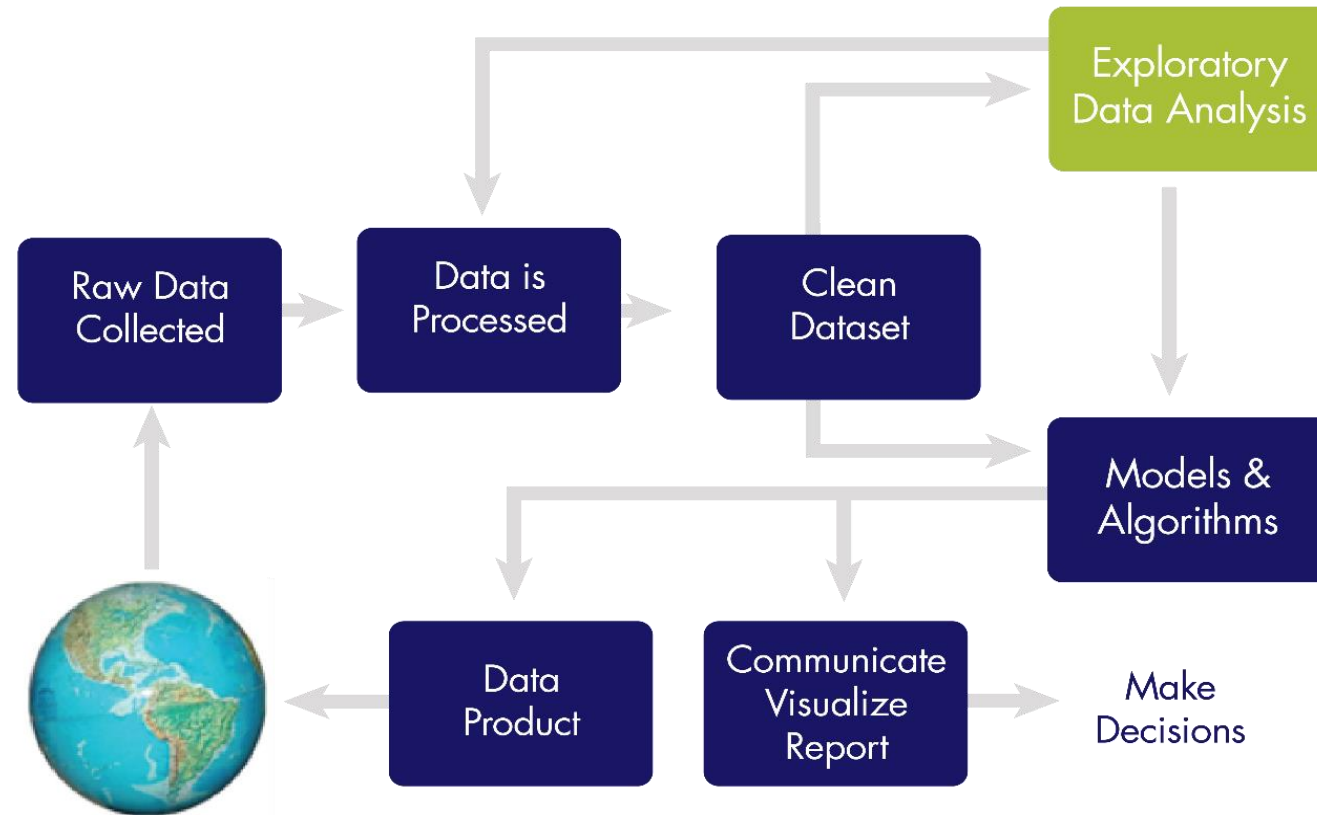 Exploratory
Data Analysis
Raw Data
Collected
Data is
Processed
Clean
Dataset
Models &
Algorithms
Data
Product
Communicate
Visualize
Report
Make
Decisions